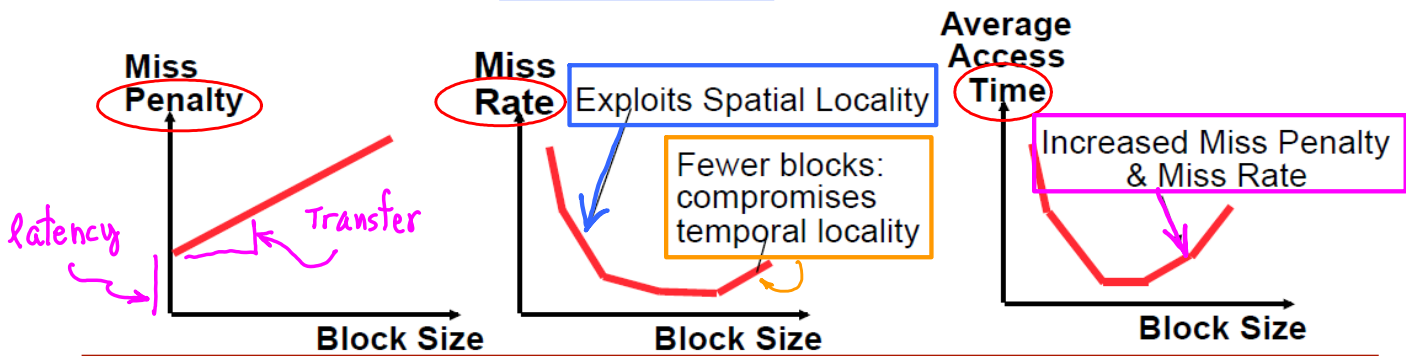 Miss
Penalty
latency
Transfer
Block Size
Miss
Rate
Exploits Spatial Locality
Fewer blocks:
compromises
temporal locality
Block Size
Average
Access
Time
Increased Miss Penalty
& Miss Rate
Block Size